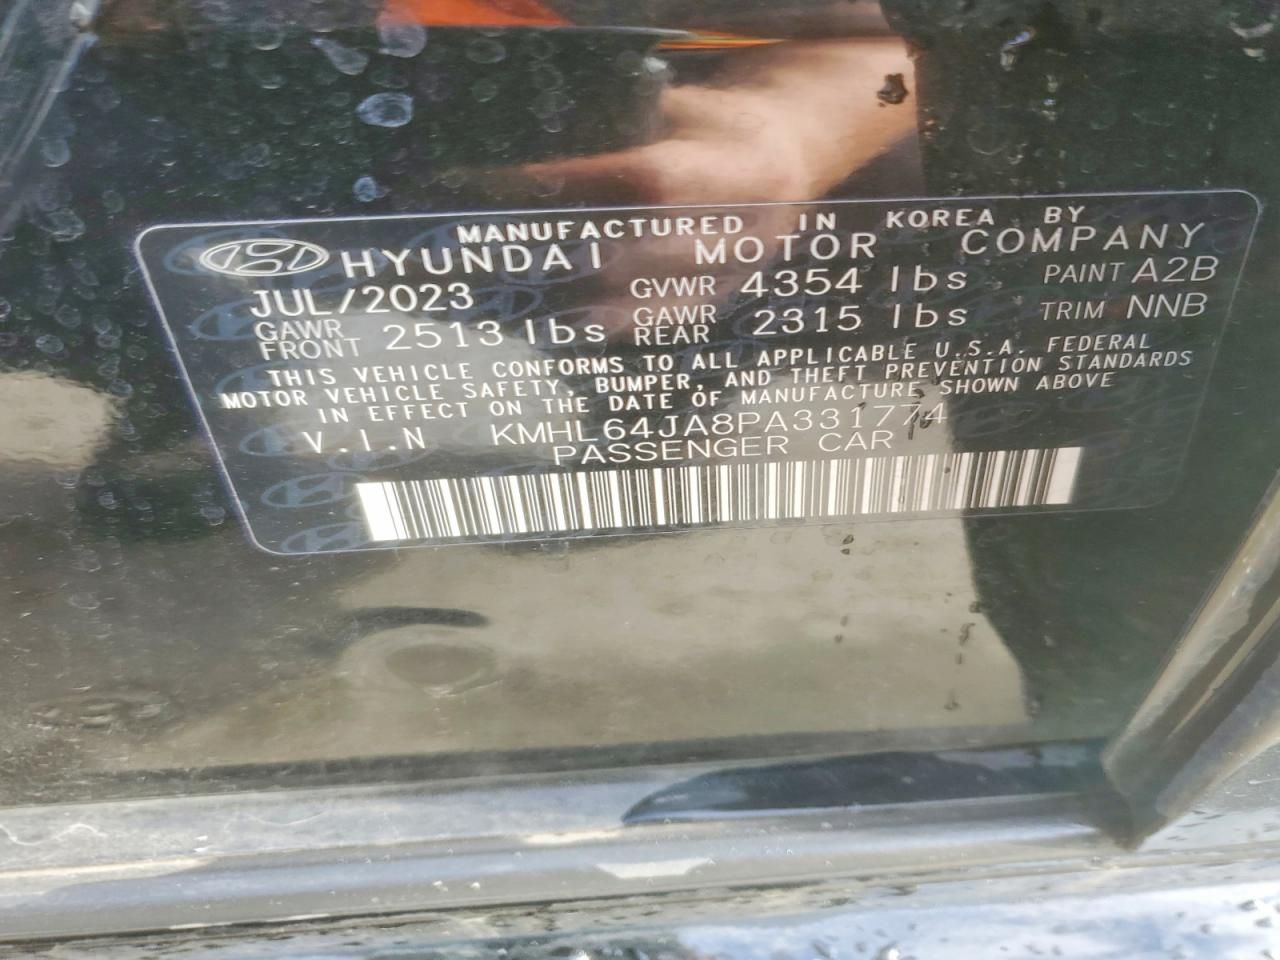 MANUFACTURED IN KOREA BY
HYUNDAI MOTOR COMPANY
JUL/2023 GVWR 4354 lbs PAINT A2B
GAWR FRONT 2513 lbs GAWR REAR 2315 lbs TRIM NNB
THIS VEHICLE CONFORMS TO ALL APPLICABLE U.S.A. FEDERAL
MOTOR VEHICLE SAFETY, BUMPER, AND THEFT PREVENTION STANDARDS
IN EFFECT ON THE DATE OF MANUFACTURE SHOWN ABOVE
V.I.N KMHL64JA8PA331774
PASSENGER CAR